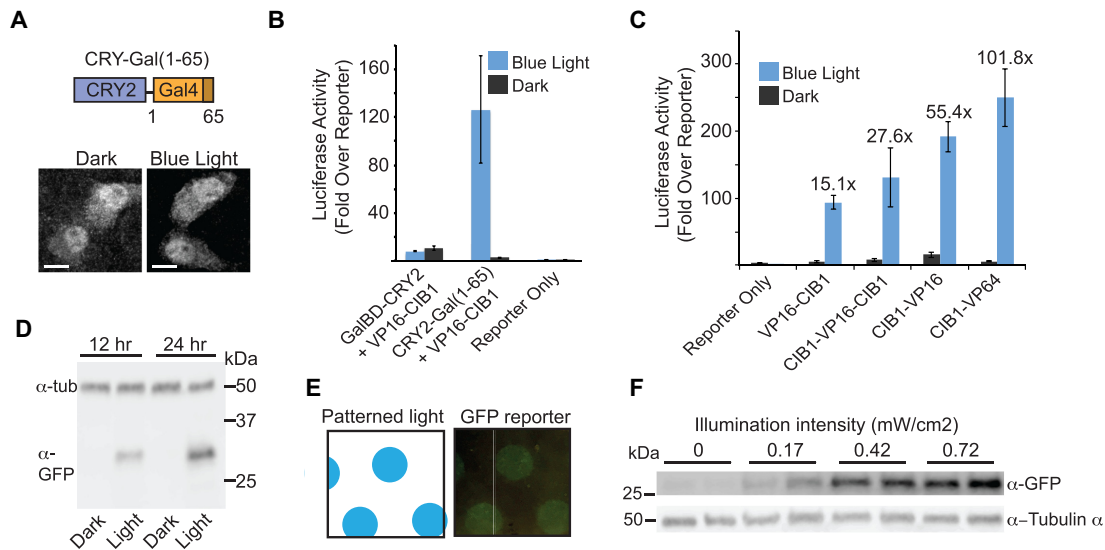 A
CRY-Gal(1-65)
CRY2
Gal4
1
65
Dark
Blue Light
B
Luciferase Activity
(Fold Over Reporter)
160
120
80
40
Blue Light
Dark
GalBD-CRY2
+ VP16-CIB1
CRY2-Gal(1-65)
+ VP16-CIB1
Reporter Only
C
Luciferase Activity
(Fold Over Reporter)
300
200
100
Blue Light
Dark
15.1x
27.6x
55.4x
101.8x
Reporter Only
VP16-CIB1
CIB1-VP16-CIB1
CIB1-VP16
CIB1-VP64
D
12 hr
24 hr
kDa
α-tub
50
37
α-
GFP
25
Dark
Light
Dark
Light
E
Patterned light
GFP reporter
F
Illumination intensity (mW/cm2)
kDa
0
0.17
0.42
0.72
25
α-GFP
50
α-Tubulin α